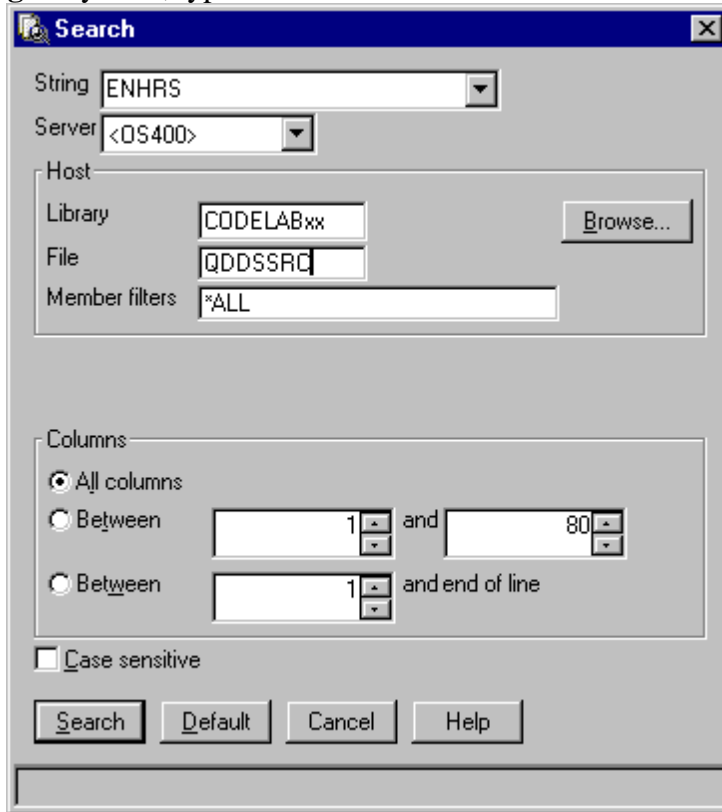 Search
String ENHRS
Server <OS400>
Host
Library CODELABxx Browse...
File QDDSSRC
Member filters *ALL
Columns
All columns
Between 1 and 80
Between 1 and end of line
Case sensitive
Search Default Cancel Help